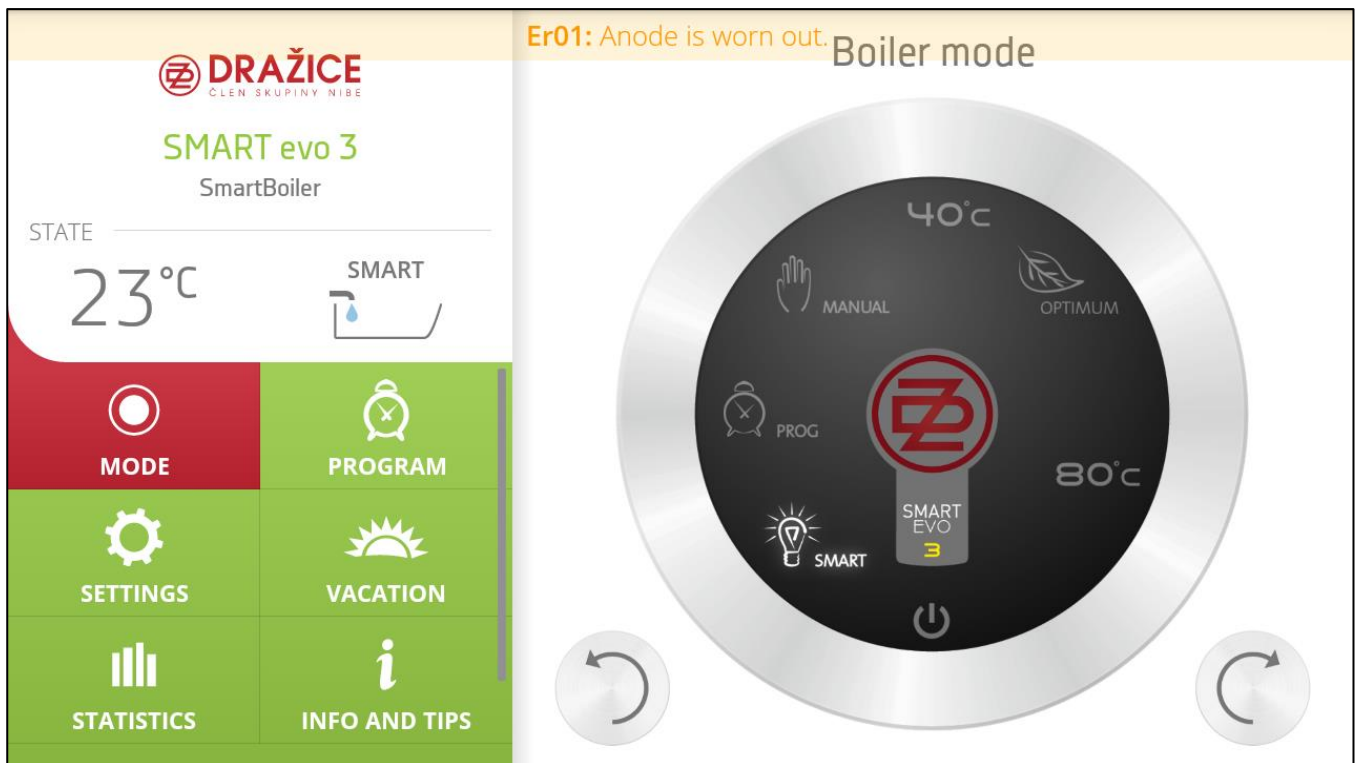 Er01: Anode is worn out.
DRAŽICE
ČLEN SKUPINY NIBE
SMART evo 3
SmartBoiler
STATE
23°C
SMART
MODE
PROGRAM
SETTINGS
VACATION
STATISTICS
INFO AND TIPS
Boiler mode
40°C
MANUAL
OPTIMUM
PROG
80°C
SMART
EVO
3
SMART